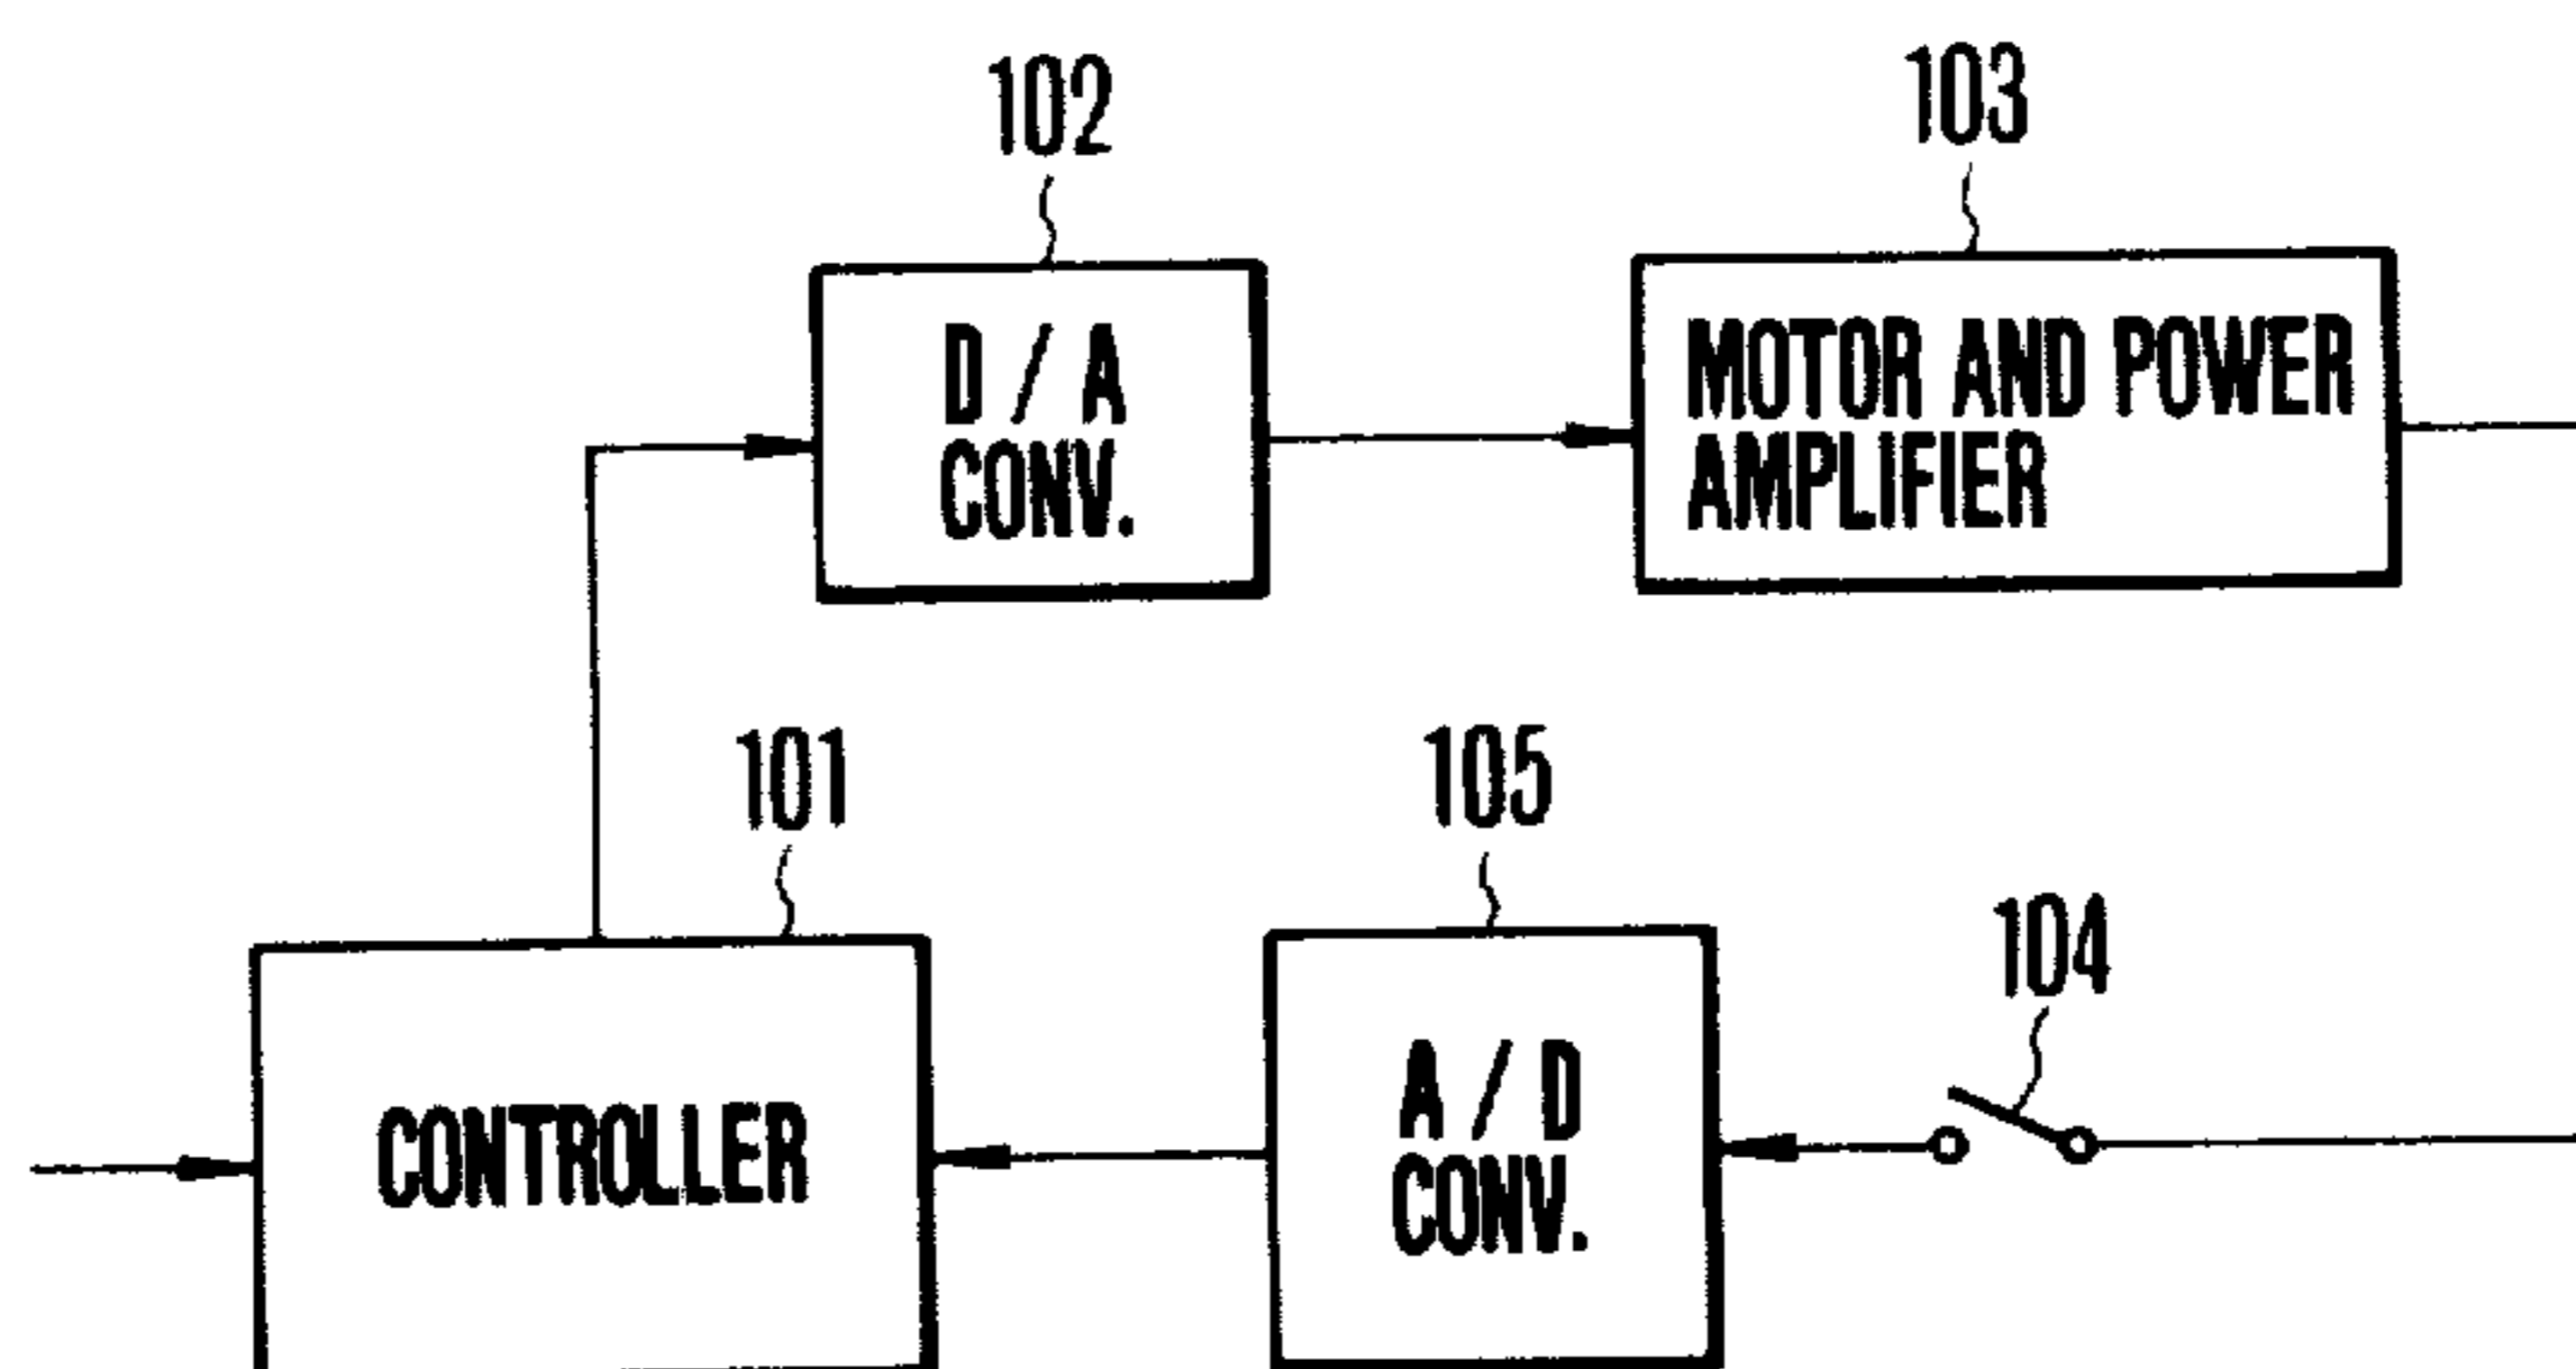 102
103
D / A
CONV.
MOTOR AND POWER
AMPLIFIER
101
105
104
CONTROLLER
A / D
CONV.